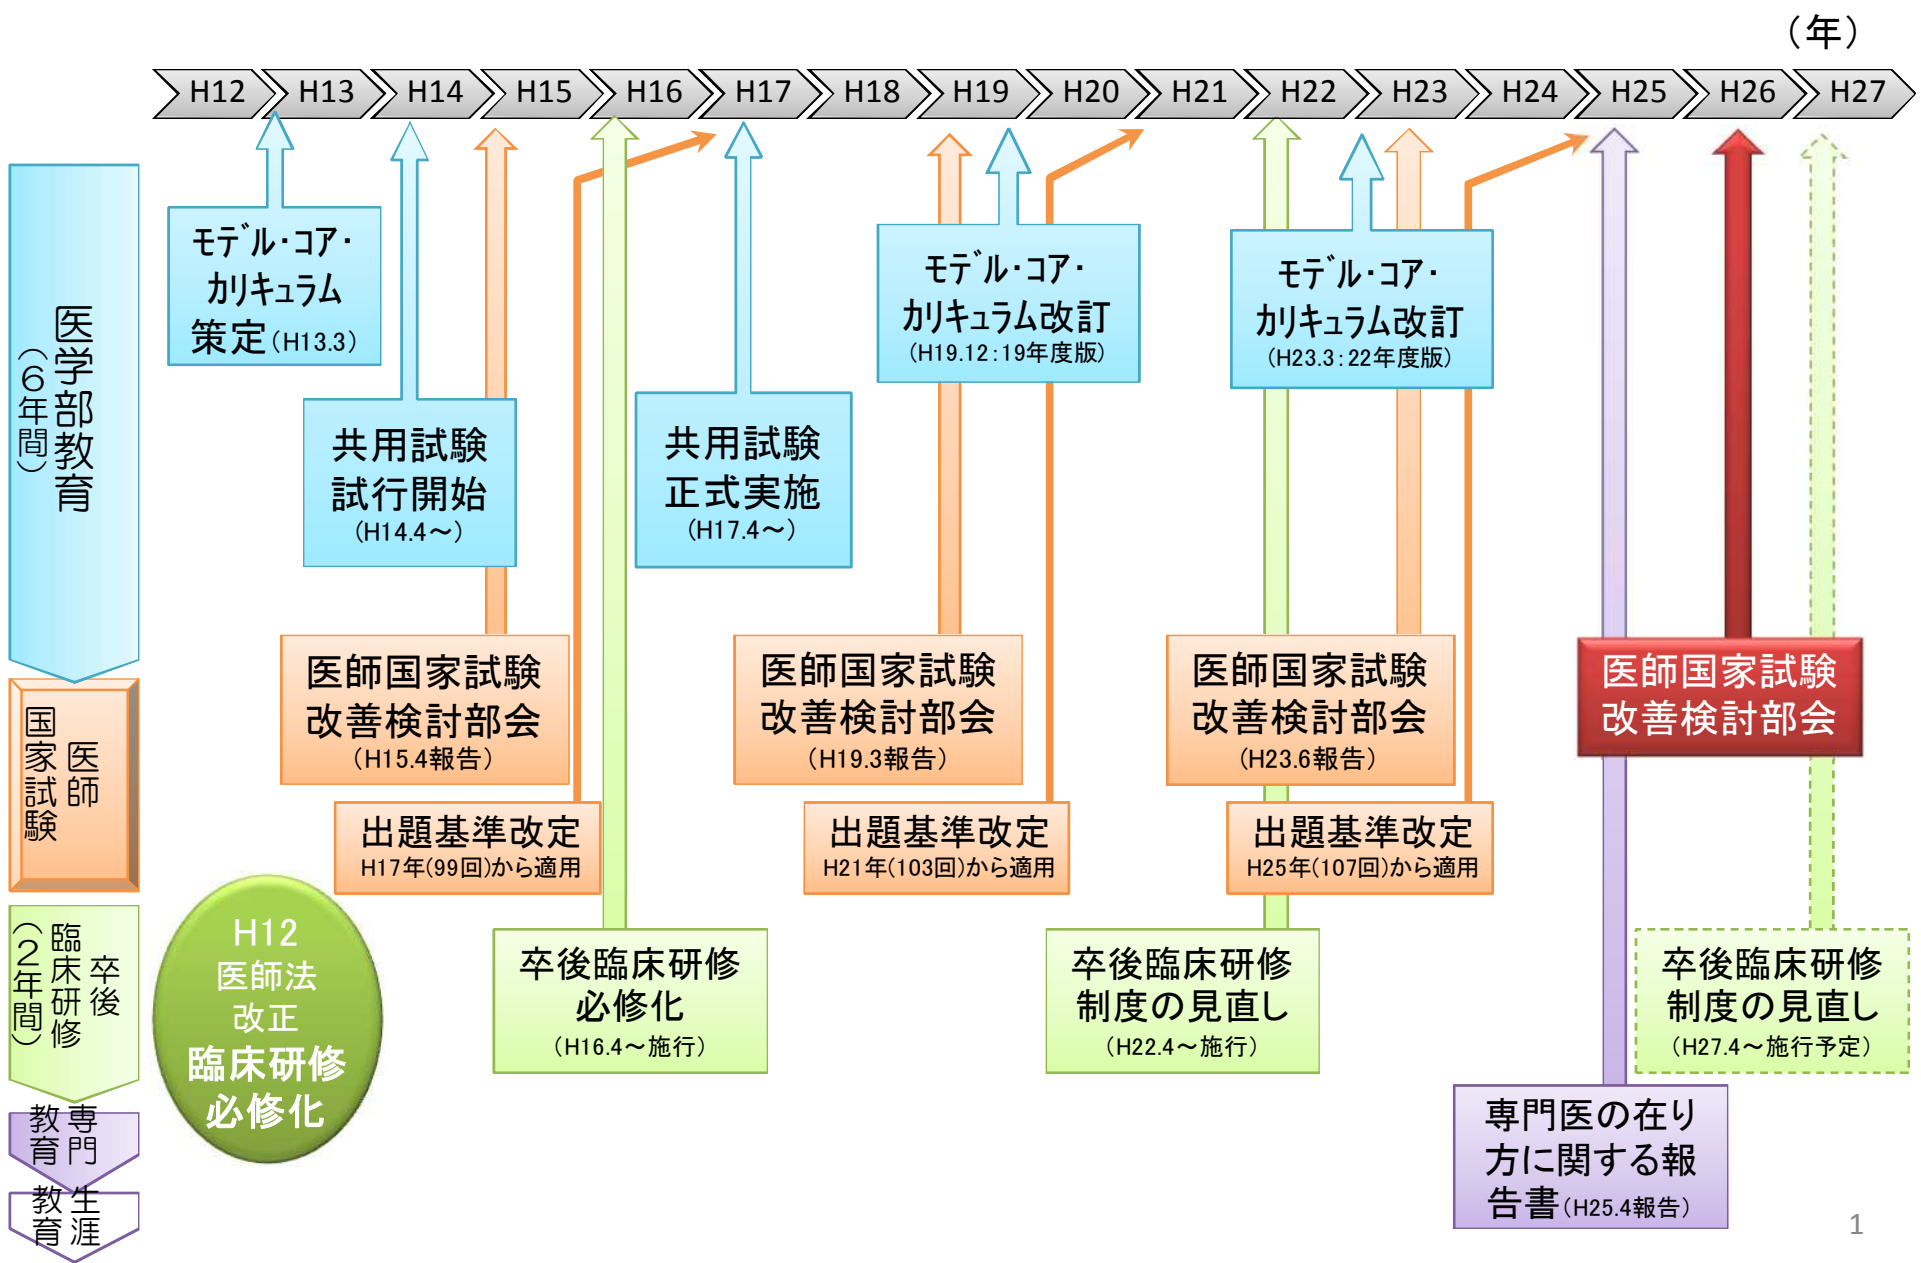 （年）
H12 H13 H14 H15 H16 H17 H18 H19 H20 H21 H22 H23 H24 H25 H26 H27
医学部教育
（6年間）
医師
国家試験
卒後
臨床研修
（2年間）
専門
教育
生涯
教育
モデル・コア・
カリキュラム
策定(H13.3)
共用試験
試行開始
(H14.4～)
共用試験
正式実施
(H17.4～)
モデル・コア・
カリキュラム改訂
(H19.12:19年度版)
モデル・コア・
カリキュラム改訂
(H23.3:22年度版)
医師国家試験
改善検討部会
(H15.4報告)
出題基準改定
H17年(99回)から適用
医師国家試験
改善検討部会
(H19.3報告)
出題基準改定
H21年(103回)から適用
医師国家試験
改善検討部会
(H23.6報告)
出題基準改定
H25年(107回)から適用
医師国家試験
改善検討部会
H12
医師法
改正
臨床研修
必修化
卒後臨床研修
必修化
(H16.4～施行)
卒後臨床研修
制度の見直し
(H22.4～施行)
卒後臨床研修
制度の見直し
(H27.4～施行予定)
専門医の在り
方に関する報
告書(H25.4報告)
1